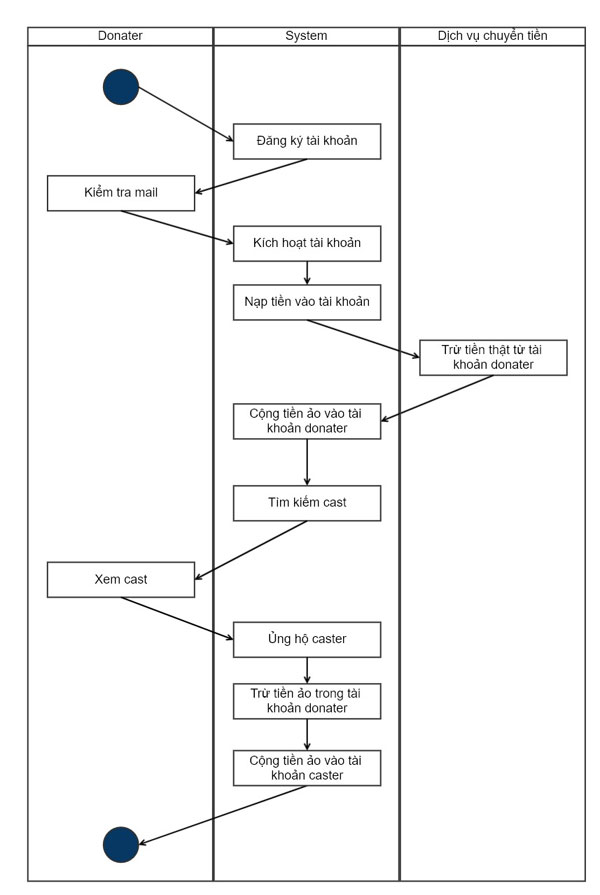 Donater
System
Dịch vụ chuyển tiền
Đăng ký tài khoản
Kiểm tra mail
Kích hoạt tài khoản
Nạp tiền vào tài khoản
Trừ tiền thật từ tài
khoản donater
Cộng tiền ảo vào tài
khoản donater
Tìm kiếm cast
Xem cast
Ủng hộ caster
Trừ tiền ảo trong tài
khoản donater
Cộng tiền ảo vào tài
khoản caster